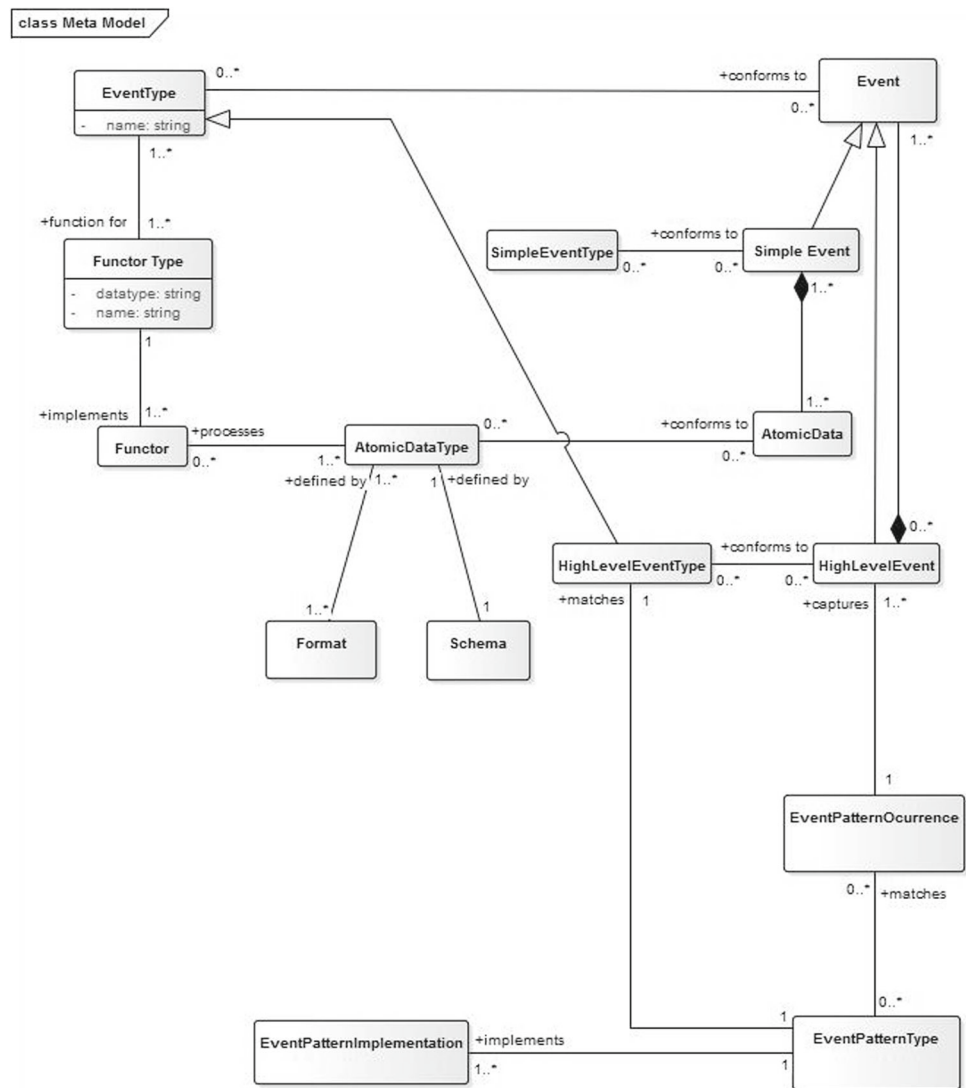 class Meta Model
EventType
- name: string
0..*
+conforms to
0..*
Event
1..*
1..*
+function for
1..*
Functor Type
- datatype: string
- name: string
1
+implements
1..*
SimpleEventType
+conforms to
0..*
0..*
Simple Event
1..*
1..*
Functor
+processes
0..*
1..*
AtomicDataType
0..*
+conforms to
0..*
AtomicData
+defined by
1..*
1
+defined by
1..*
1
Format
Schema
HighLevelEventType
+conforms to
0..*
0..*
0..*
HighLevelEvent
+matches
1
+captures
1..*
1
EventPatternOcurrence
0..*
+matches
0..*
1
EventPatternType
EventPatternImplementation
+implements
1..*
1